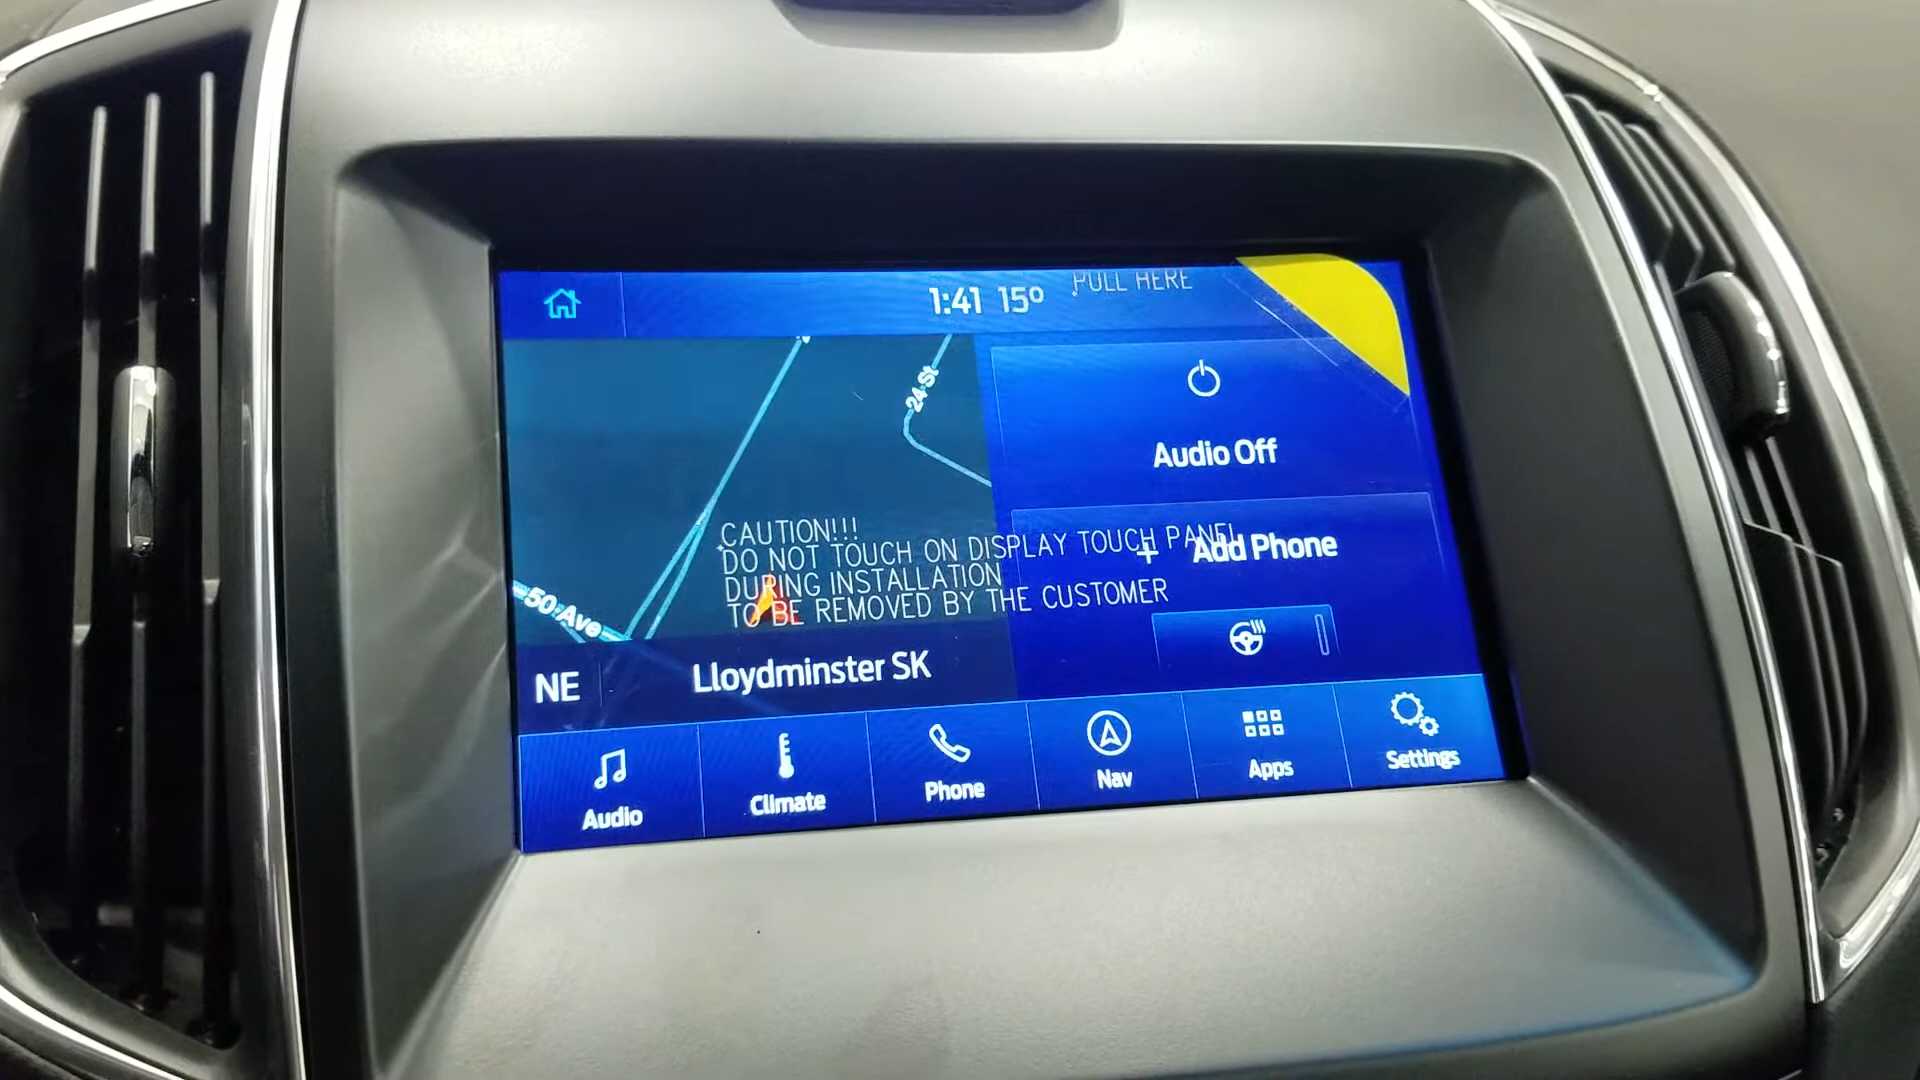 PULL HERE
1:41 15°
24 St
Audio Off
CAUTION!!!
DO NOT TOUCH ON DISPLAY TOUCH PANEL
+ Add Phone
DURING INSTALLATION
TO BE REMOVED BY THE CUSTOMER
50 Ave
NE
Lloydminster SK
Audio
Climate
Phone
Nav
Apps
Settings